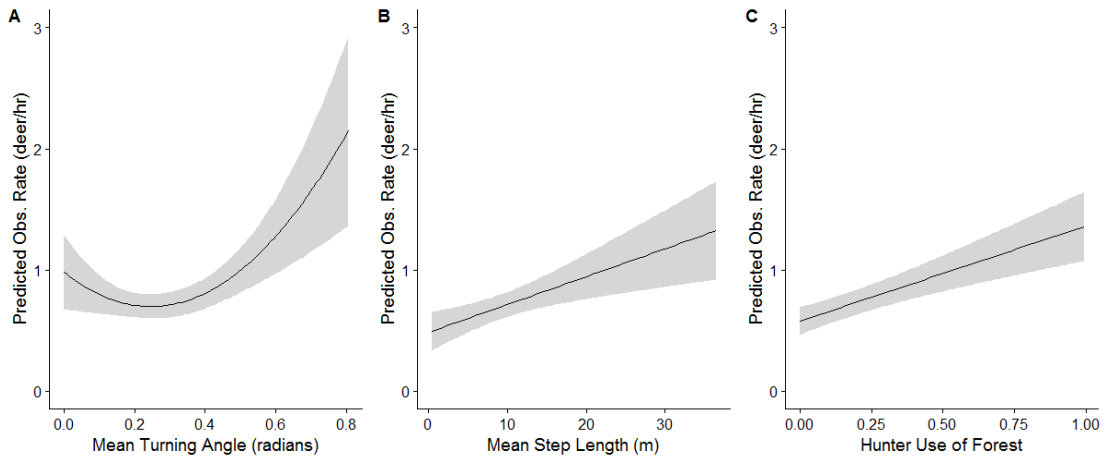 A
Predicted Obs. Rate (deer/hr)
3
2
1
0
0.0 0.2 0.4 0.6 0.8
Mean Turning Angle (radians)
B
Predicted Obs. Rate (deer/hr)
3
2
1
0
0 10 20 30
Mean Step Length (m)
C
Predicted Obs. Rate (deer/hr)
3
2
1
0
0.00 0.25 0.50 0.75 1.00
Hunter Use of Forest